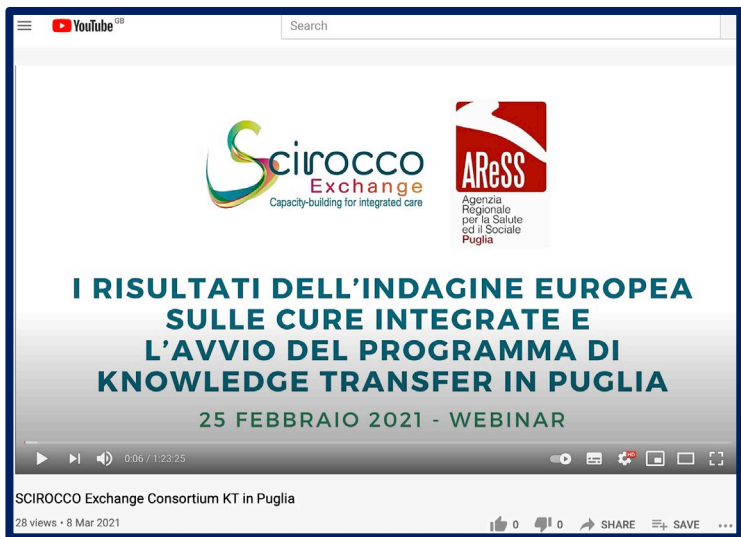 YouTube GB
Search
Scirocco
Exchange
Capacity-building for integrated care
AReSS
Agenzia
Regionale
per la Salute
ed il Sociale
Puglia
I RISULTATI DELL'INDAGINE EUROPEA
SULLE CURE INTEGRATE E
L'AVVIO DEL PROGRAMMA DI
KNOWLEDGE TRANSFER IN PUGLIA
25 FEBBRAIO 2021 - WEBINAR
0:06 / 1:23:25
HD
SCIROCCO Exchange Consortium KT in Puglia
28 views • 8 Mar 2021
0 0 SHARE SAVE